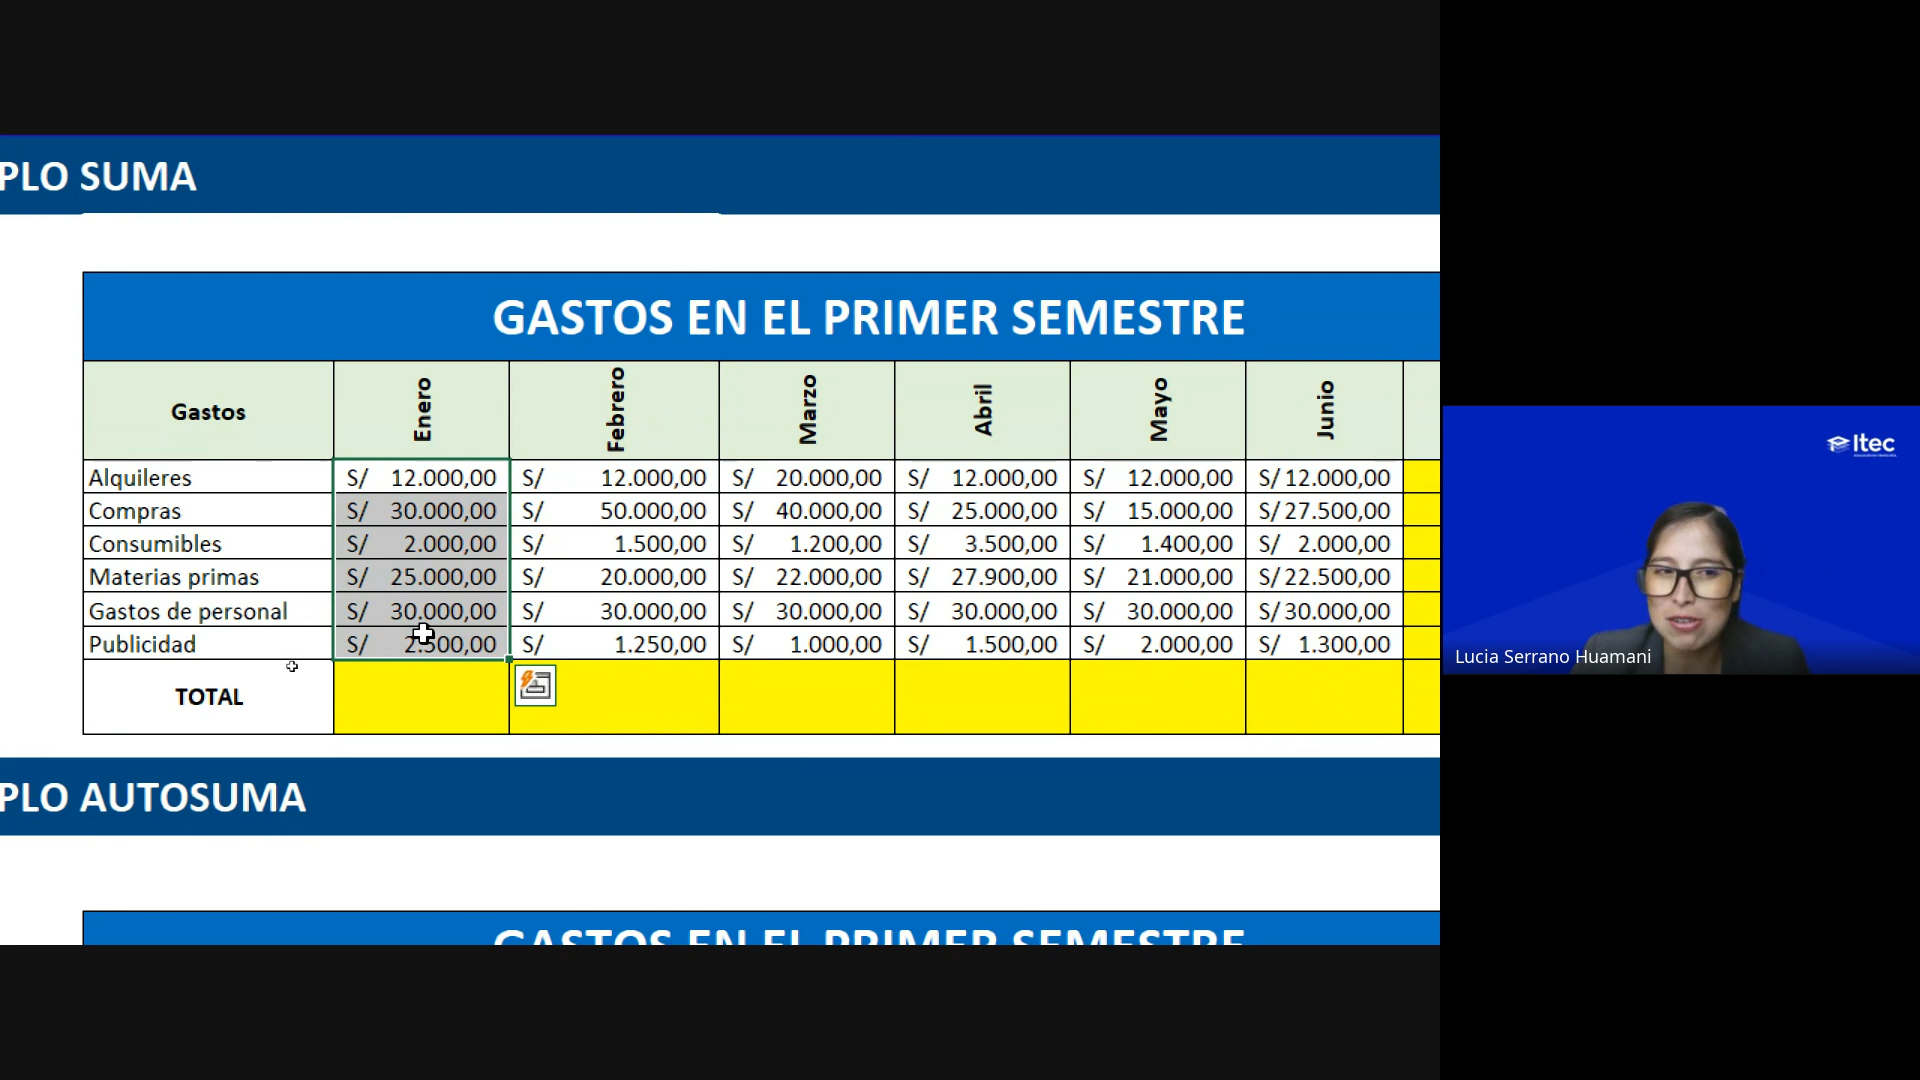 PLO SUMA
GASTOS EN EL PRIMER SEMESTRE
Gastos Enero Febrero Marzo Abril Mayo Junio
Alquileres S/ 12.000,00 S/ 12.000,00 S/ 20.000,00 S/ 12.000,00 S/ 12.000,00 S/ 12.000,00
Compras S/ 30.000,00 S/ 50.000,00 S/ 40.000,00 S/ 25.000,00 S/ 15.000,00 S/ 27.500,00
Consumibles S/ 2.000,00 S/ 1.500,00 S/ 1.200,00 S/ 3.500,00 S/ 1.400,00 S/ 2.000,00
Materias primas S/ 25.000,00 S/ 20.000,00 S/ 22.000,00 S/ 27.900,00 S/ 21.000,00 S/ 22.500,00
Gastos de personal S/ 30.000,00 S/ 30.000,00 S/ 30.000,00 S/ 30.000,00 S/ 30.000,00 S/ 30.000,00
Publicidad S/ 2.500,00 S/ 1.250,00 S/ 1.000,00 S/ 1.500,00 S/ 2.000,00 S/ 1.300,00
TOTAL
PLO AUTOSUMA
GASTOS EN EL PRIMER SEMESTRE
Itec
Lucia Serrano Huamani